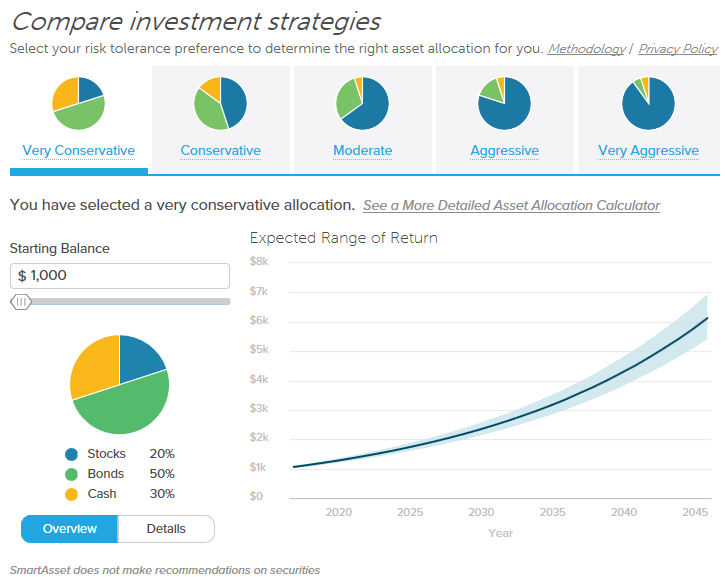 Compare investment strategies
Select your risk tolerance preference to determine the right asset allocation for you. Methodology / Privacy Policy
Very Conservative
Conservative
Moderate
Aggressive
Very Aggressive
You have selected a very conservative allocation. See a More Detailed Asset Allocation Calculator
Starting Balance
$ 1,000
Stocks 20%
Bonds 50%
Cash 30%
Overview
Details
Expected Range of Return
$8k
$7k
$6k
$5k
$4k
$3k
$2k
$1k
$0
2020 2025 2030 2035 2040 2045
Year
SmartAsset does not make recommendations on securities